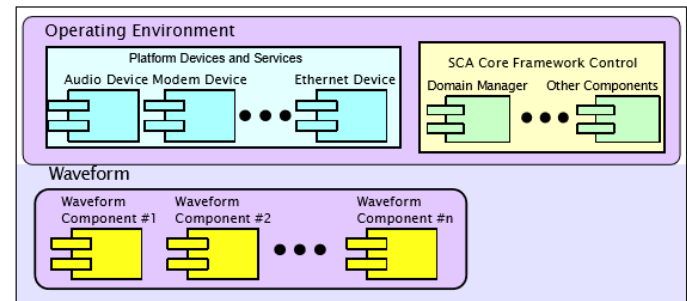 Operating Environment
Platform Devices and Services
Audio Device Modem Device Ethernet Device
SCA Core Framework Control
Domain Manager Other Components
Waveform
Waveform
Component #1
Waveform
Component #2
Waveform
Component #n